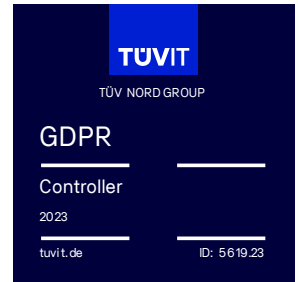 TÜVIT
TÜV NORD GROUP
GDPR
Controller
2023
tuvit.de ID: 5619.23